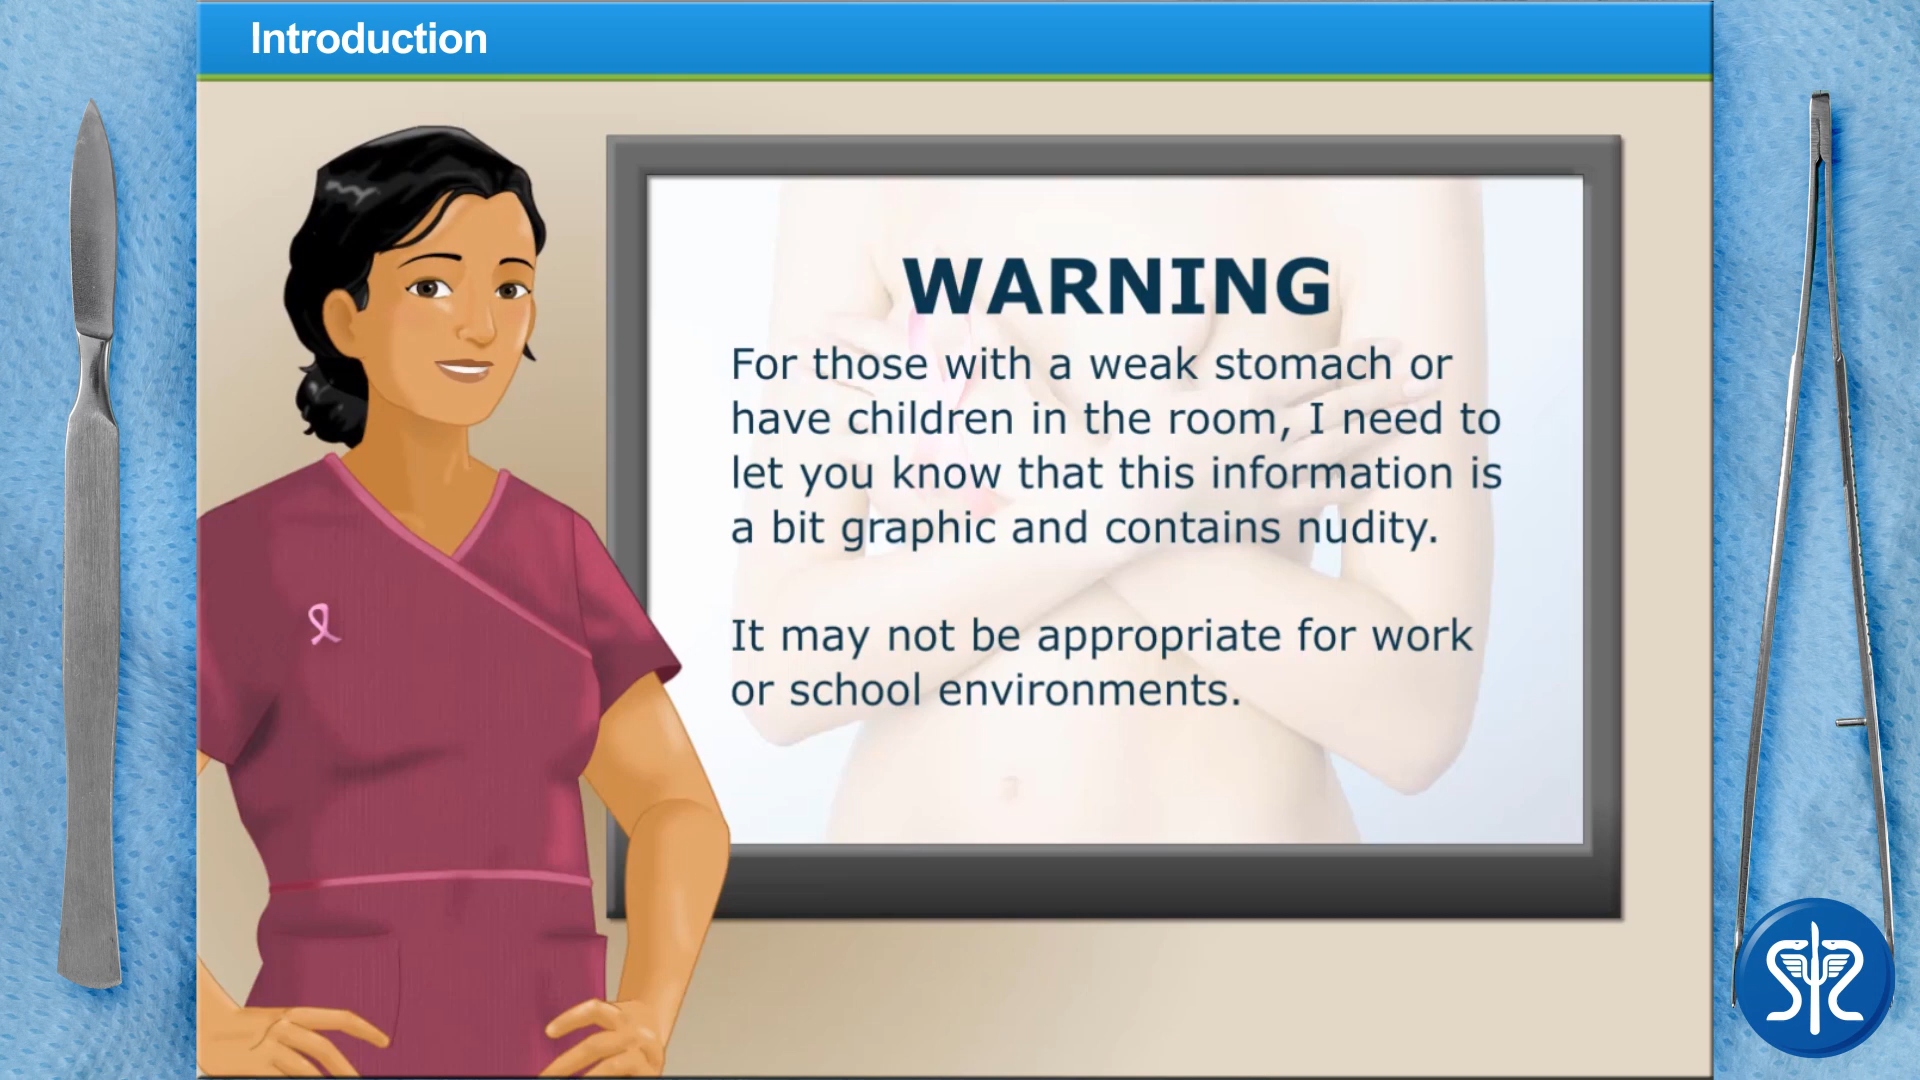 Introduction
WARNING
For those with a weak stomach or
have children in the room, I need to
let you know that this information is
a bit graphic and contains nudity.
It may not be appropriate for work
or school environments.